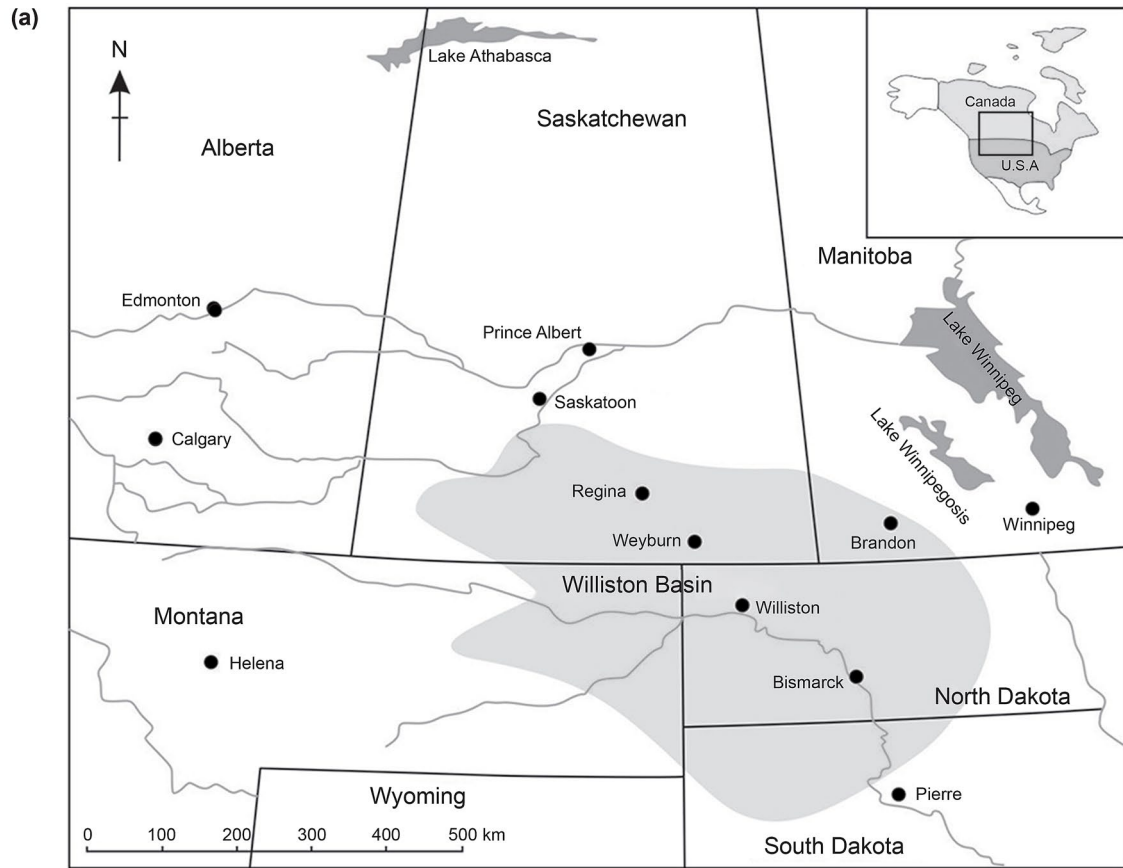 (a)
N
Lake Athabasca
Saskatchewan
Alberta
Canada
U.S.A
Manitoba
Edmonton
Prince Albert
Lake Winnipeg
Saskatoon
Calgary
Lake Winnipegosis
Regina
Winnipeg
Weyburn
Brandon
Williston Basin
Montana
Williston
Helena
Bismarck
North Dakota
Wyoming
Pierre
0 100 200 300 400 500 km
South Dakota